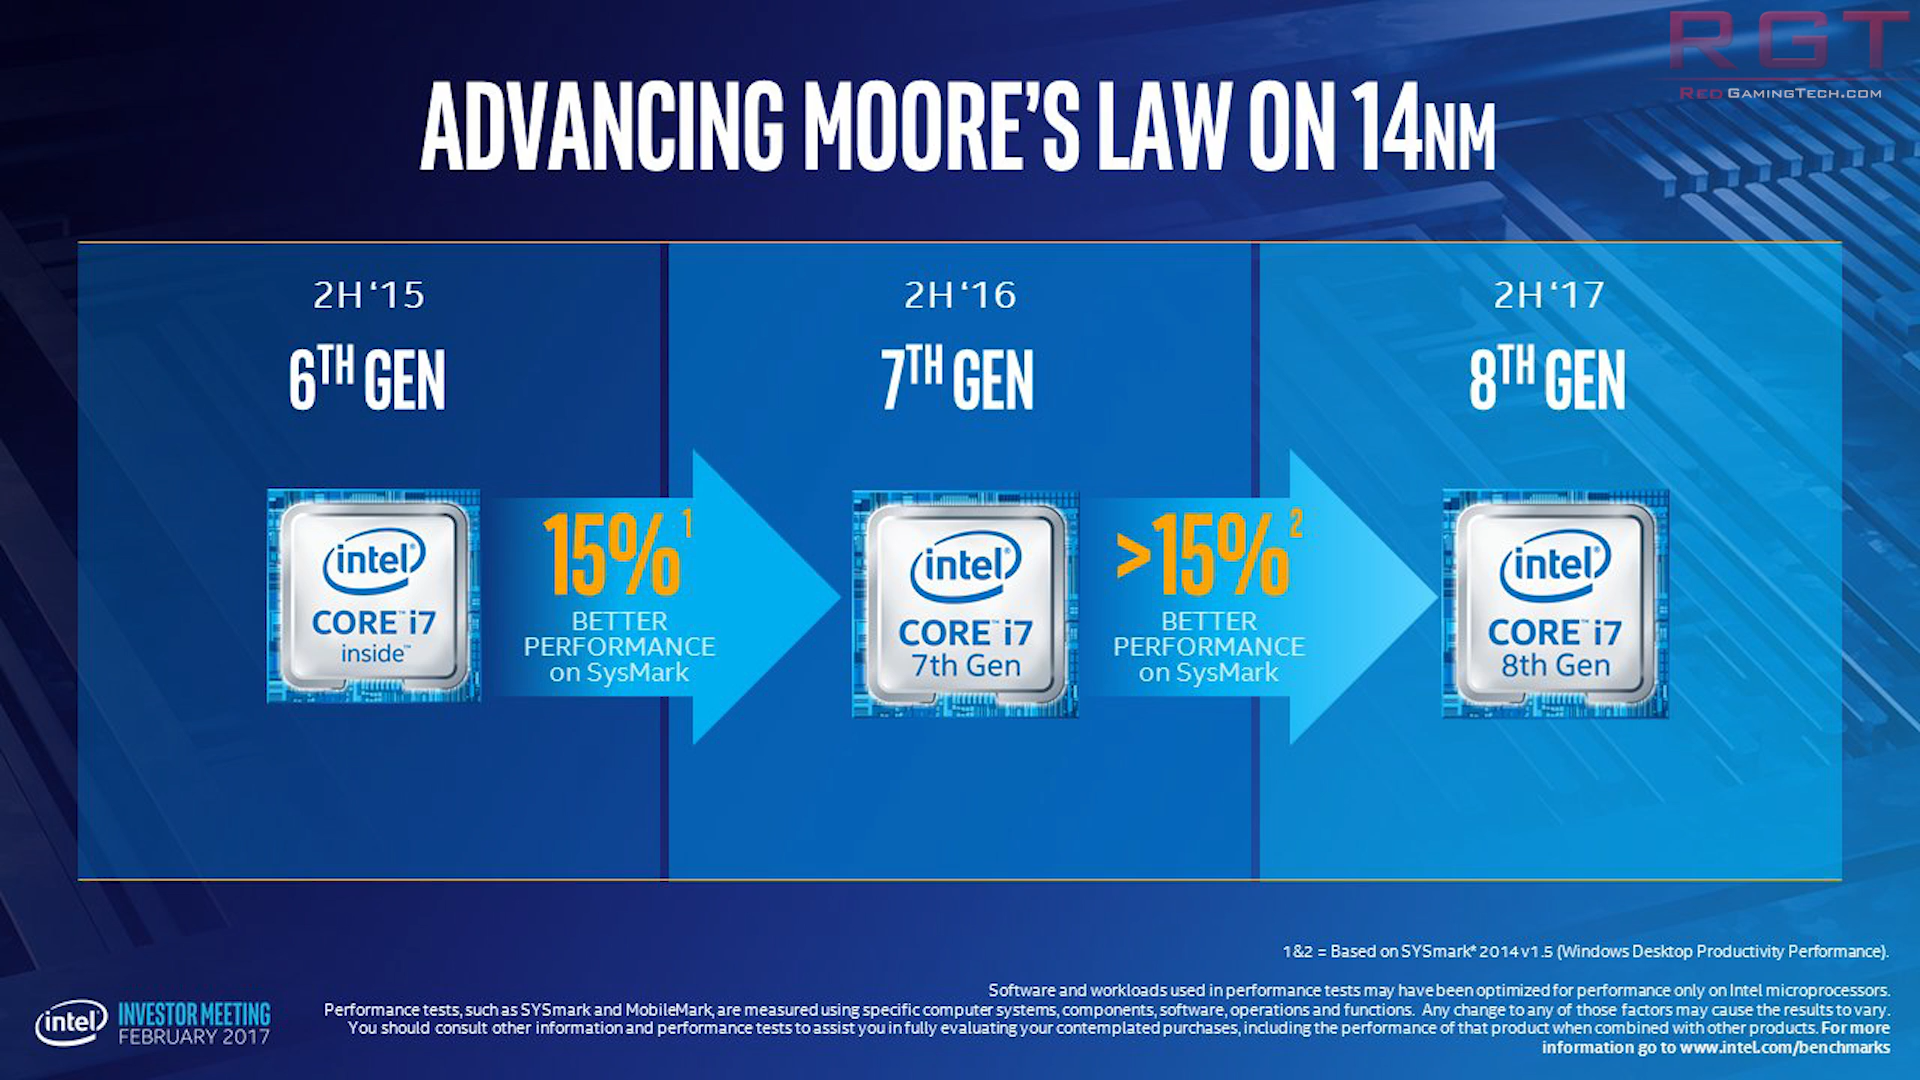 RGT
RedGamingTech.com
ADVANCING MOORE'S LAW ON 14NM
2H ‘15
6TH GEN
2H ‘16
7TH GEN
2H ‘17
8TH GEN
intel®
CORE™ i7
inside™
15%1
BETTER
PERFORMANCE
on SysMark
intel®
CORE™ i7
7th Gen
>15%2
BETTER
PERFORMANCE
on SysMark
intel®
CORE™ i7
8th Gen
1&2 = Based on SYSmark* 2014 v1.5 (Windows Desktop Productivity Performance).
Software and workloads used in performance tests may have been optimized for performance only on Intel microprocessors.
Performance tests, such as SYSmark and MobileMark, are measured using specific computer systems, components, software, operations and functions. Any change to any of those factors may cause the results to vary.
You should consult other information and performance tests to assist you in fully evaluating your contemplated purchases, including the performance of that product when combined with other products. For more
information go to www.intel.com/benchmarks
intel
INVESTOR MEETING
FEBRUARY 2017